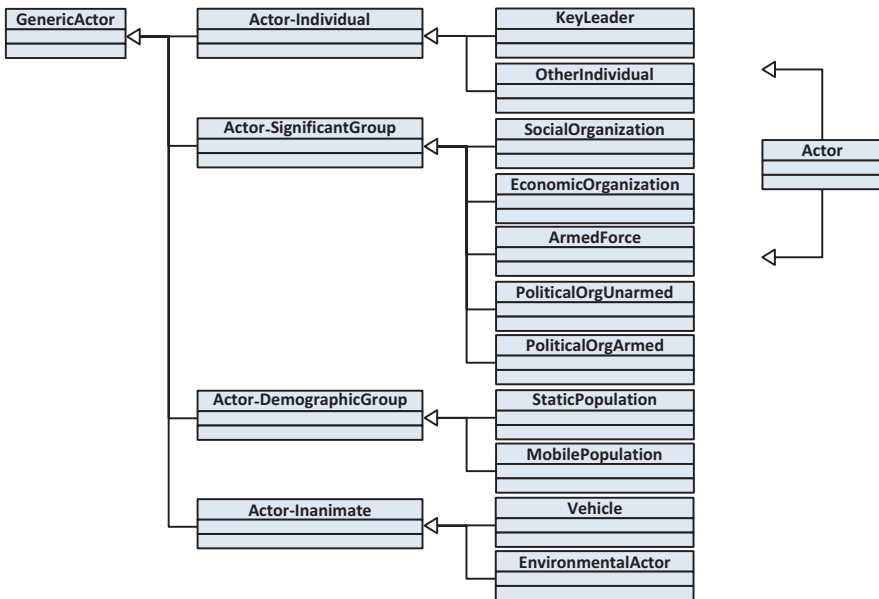 GenericActor
Actor-Individual
KeyLeader
OtherIndividual
Actor-SignificantGroup
SocialOrganization
EconomicOrganization
ArmedForce
PoliticalOrgUnarmed
PoliticalOrgArmed
Actor-DemographicGroup
StaticPopulation
MobilePopulation
Actor-Inanimate
Vehicle
EnvironmentalActor
Actor